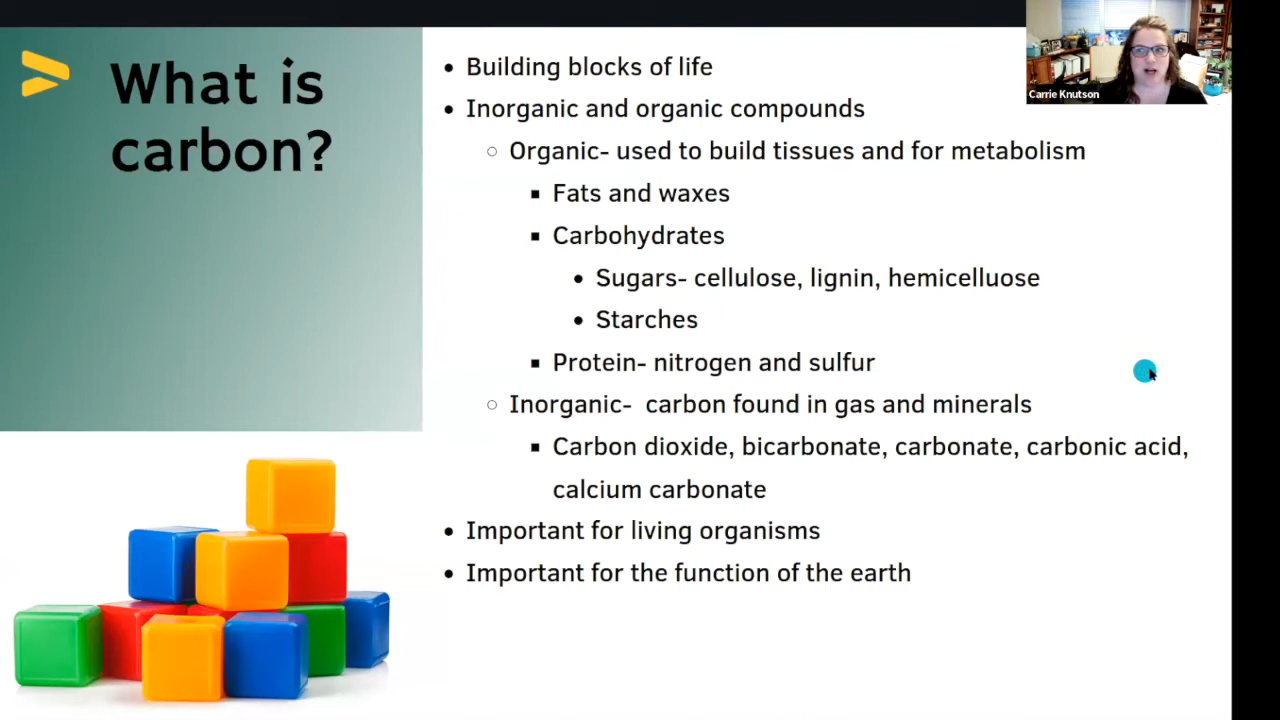 What is
carbon?
Building blocks of life
Inorganic and organic compounds
Organic- used to build tissues and for metabolism
Fats and waxes
Carbohydrates
Sugars- cellulose, lignin, hemicelluose
Starches
Protein- nitrogen and sulfur
Inorganic-  carbon found in gas and minerals
Carbon dioxide, bicarbonate, carbonate, carbonic acid,
calcium carbonate
Important for living organisms
Important for the function of the earth
Carrie Knutson